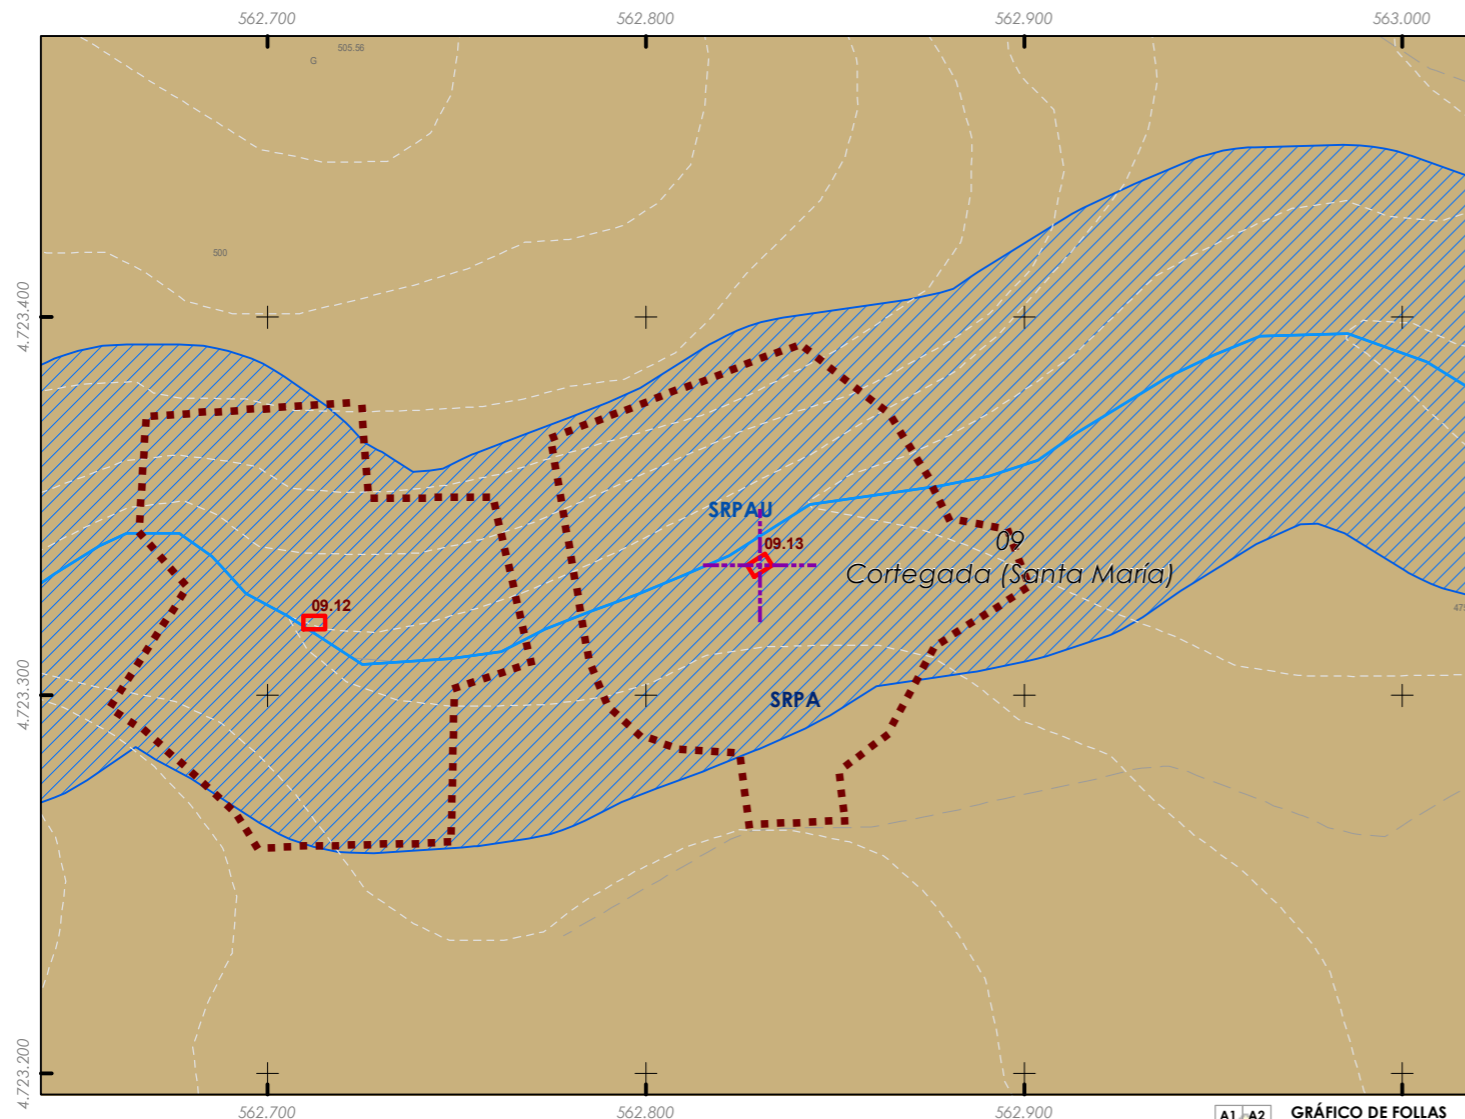 562.700 562.800 562.900 563.000
505.56
G
500
4.723.400
SRPAU
09.13
09
Cortegada (Santa María)
09.12
475
4.723.300
SRPA
4.723.200
562.700 562.800 562.900
A1 A2 GRÁFICO DE FOLLAS